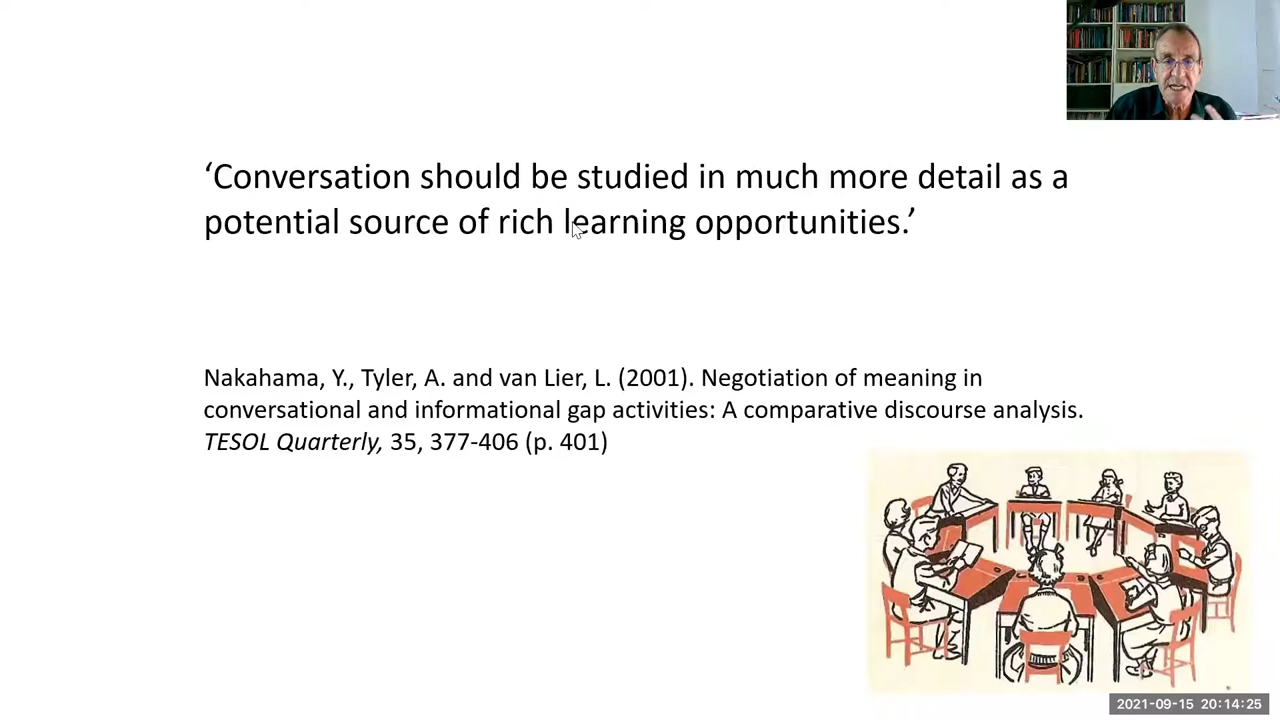 ‘Conversation should be studied in much more detail as a
potential source of rich learning opportunities.’
Nakahama, Y., Tyler, A. and van Lier, L. (2001). Negotiation of meaning in
conversational and informational gap activities: A comparative discourse analysis.
TESOL Quarterly, 35, 377-406 (p. 401)
2021-09-15 20:14:25